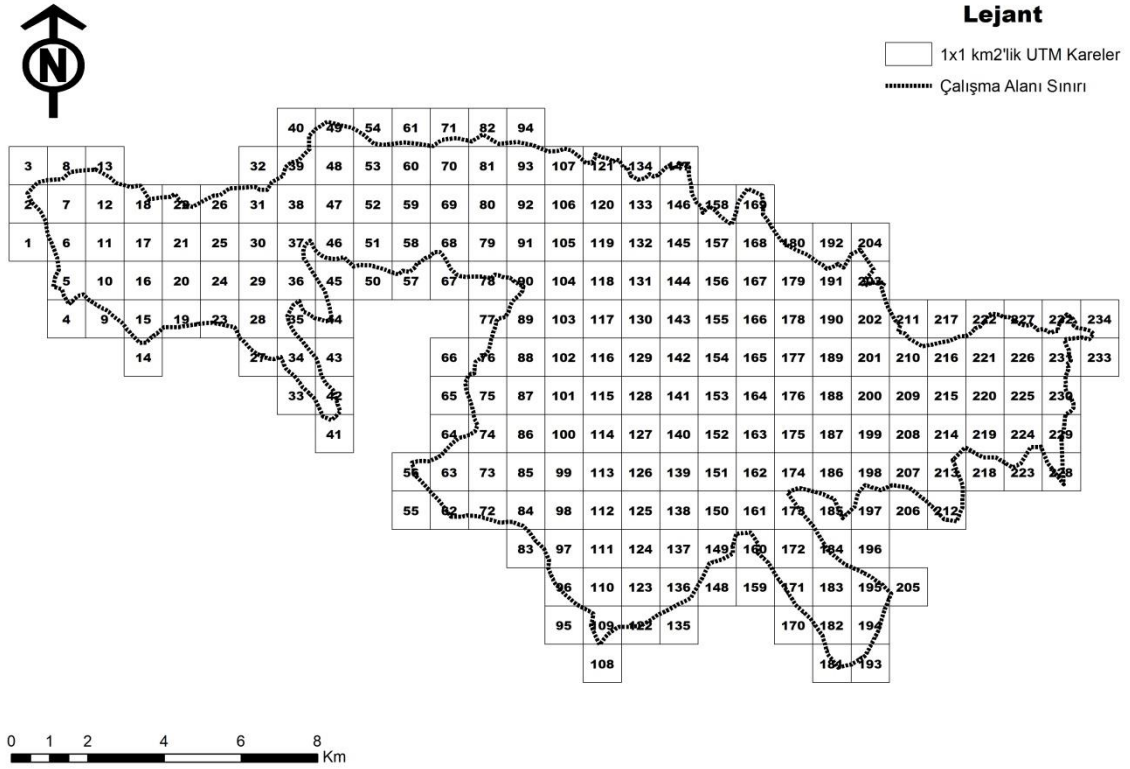 Lejant
N
1x1 km2'lik UTM Kareler
Çalışma Alanı Sınırı
40 49 54 61 71 82 94
3 8 13 32 39 48 53 60 70 81 93 107 121 134 147
2 7 12 18 22 26 31 38 47 52 59 69 80 92 106 120 133 146 158 169
1 6 11 17 21 25 30 37 46 51 58 68 79 91 105 119 132 145 157 168 180 192 204
5 10 16 20 24 29 36 45 50 57 67 78 90 104 118 131 144 156 167 179 191 203
4 9 15 19 23 28 35 44 77 89 103 117 130 143 155 166 178 190 202 211 217 222 227 232 234
14 27 34 43 66 76 88 102 116 129 142 154 165 177 189 201 210 216 221 226 231 233
33 42 65 75 87 101 115 128 141 153 164 176 188 200 209 215 220 225 230
41 64 74 86 100 114 127 140 152 163 175 187 199 208 214 219 224 229
56 63 73 85 99 113 126 139 151 162 174 186 198 207 213 218 223 228
55 62 72 84 98 112 125 138 150 161 173 185 197 206 212
83 97 111 124 137 149 160 172 184 196
96 110 123 136 148 159 171 183 195 205
95 109 122 135 170 182 194
108 181 193
0 1 2 4 6 8
Km